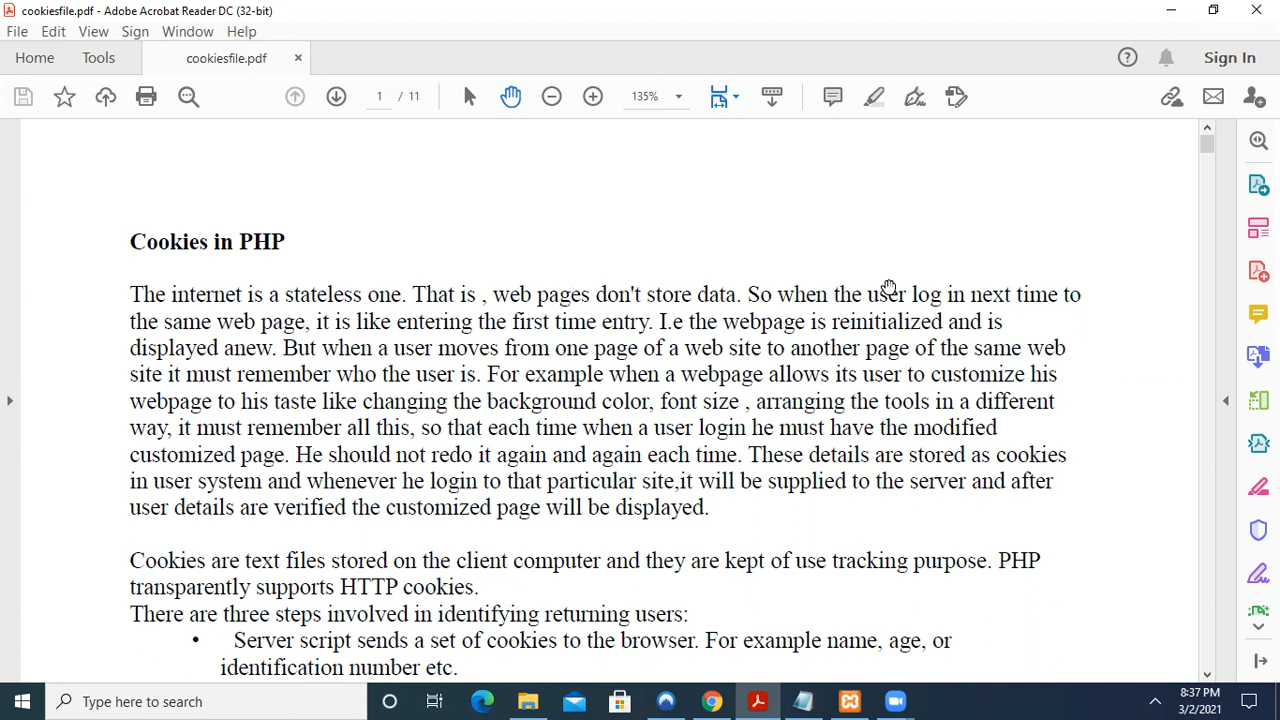 cookiesfile.pdf - Adobe Acrobat Reader DC (32-bit)
File Edit View Sign Window Help
Home Tools cookiesfile.pdf × Sign In
1 / 11 135%
Cookies in PHP
The internet is a stateless one. That is , web pages don't store data. So when the user log in next time to
the same web page, it is like entering the first time entry. I.e the webpage is reinitialized and is
displayed anew. But when a user moves from one page of a web site to another page of the same web
site it must remember who the user is. For example when a webpage allows its user to customize his
webpage to his taste like changing the background color, font size , arranging the tools in a different
way, it must remember all this, so that each time when a user login he must have the modified
customized page. He should not redo it again and again each time. These details are stored as cookies
in user system and whenever he login to that particular site,it will be supplied to the server and after
user details are verified the customized page will be displayed.
Cookies are text files stored on the client computer and they are kept of use tracking purpose. PHP
transparently supports HTTP cookies.
There are three steps involved in identifying returning users:
• Server script sends a set of cookies to the browser. For example name, age, or
identification number etc.
Type here to search
8:37 PM
3/2/2021